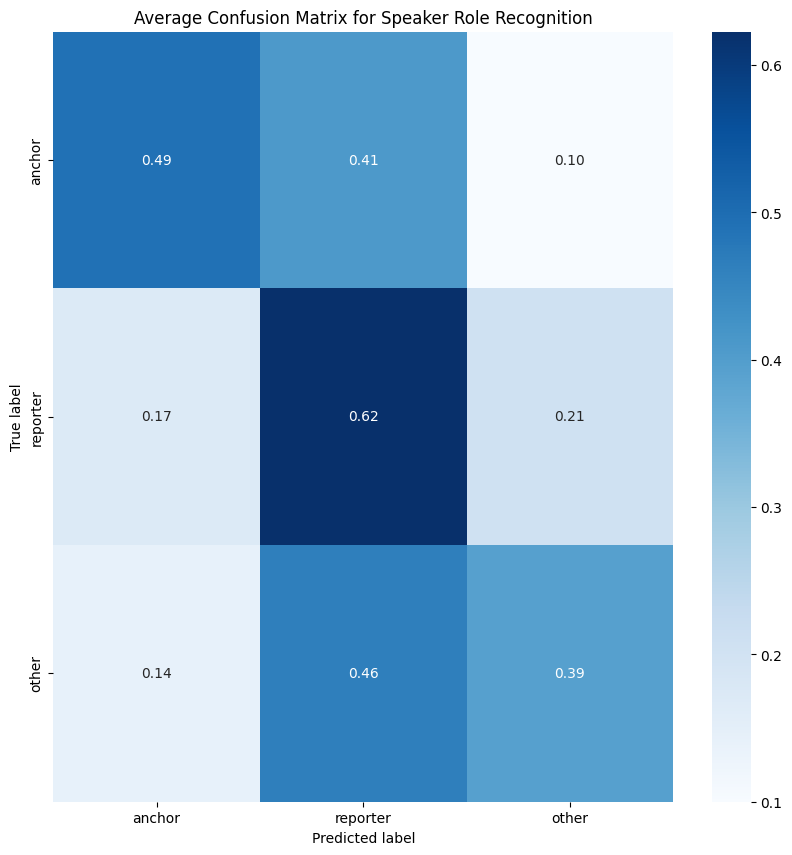 Average Confusion Matrix for Speaker Role Recognition
True label
anchor
0.49 0.41 0.10
reporter
0.17 0.62 0.21
other
0.14 0.46 0.39
anchor reporter other
Predicted label
0.6
0.5
0.4
0.3
0.2
0.1